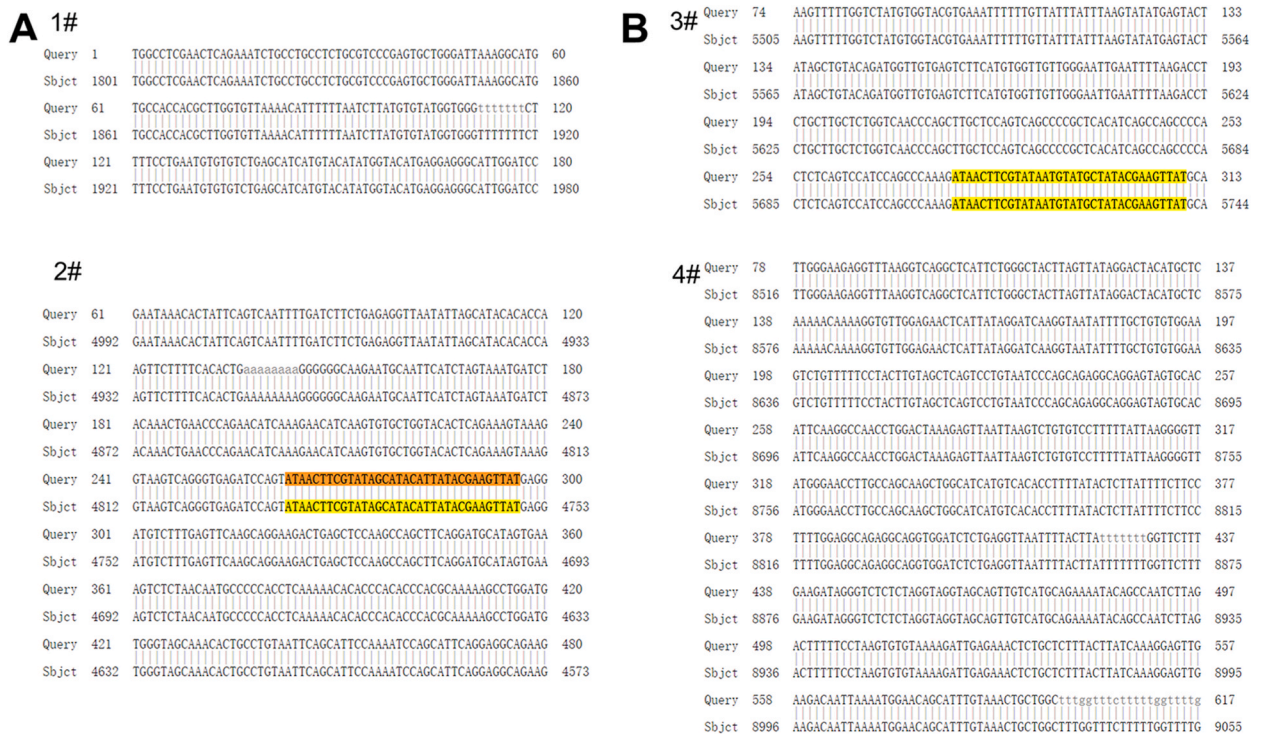 A 1#
Query 1 TGGCCTCGAACTCAGAAATCTGCCTGCCTCTGCGTCCCGAGTGCTGGGATTAAAGGCATG 60
Sbjct 1801 TGGCCTCGAACTCAGAAATCTGCCTGCCTCTGCGTCCCGAGTGCTGGGATTAAAGGCATG 1860
Query 61 TGCCACCACGCTTGGTGTTAAAACATTTTTTAATCTTATGTGTATGGTGGGtttttttCT 120
Sbjct 1861 TGCCACCACGCTTGGTGTTAAAACATTTTTTAATCTTATGTGTATGGTGGGTTTTTTTCT 1920
Query 121 TTTCCTGAATGTGTGTCTGAGCATCATGTACATATGGTACATGAGGAGGGCATTGGATCC 180
Sbjct 1921 TTTCCTGAATGTGTGTCTGAGCATCATGTACATATGGTACATGAGGAGGGCATTGGATCC 1980
2#
Query 61 GAATAAACACTATTCAGTCAATTTTGATCTTCTGAGAGGTTAATATTAGCATACACACCA 120
Sbjct 4992 GAATAAACACTATTCAGTCAATTTTGATCTTCTGAGAGGTTAATATTAGCATACACACCA 4933
Query 121 AGTTCTTTTCACACTGaaaaaaaaGGGGGGCAAGAATGCAATTCATCTAGTAAATGATCT 180
Sbjct 4932 AGTTCTTTTCACACTGAAAAAAAAGGGGGGCAAGAATGCAATTCATCTAGTAAATGATCT 4873
Query 181 ACAAACTGAACCCAGAACATCAAAGAACATCAAGTGTGCTGGTACACTCAGAAAGTAAAG 240
Sbjct 4872 ACAAACTGAACCCAGAACATCAAAGAACATCAAGTGTGCTGGTACACTCAGAAAGTAAAG 4813
Query 241 GTAAGTCAGGGTGAGATCCAGTATAACTTCGTATAGCATACATTATACGAAGTTATGAGG 300
Sbjct 4812 GTAAGTCAGGGTGAGATCCAGTATAACTTCGTATAGCATACATTATACGAAGTTATGAGG 4753
Query 301 ATGTCTTTGAGTTCAAGCAGGAAGACTGAGCTCCAAGCCAGCTTCAGGATGCATAGTGAA 360
Sbjct 4752 ATGTCTTTGAGTTCAAGCAGGAAGACTGAGCTCCAAGCCAGCTTCAGGATGCATAGTGAA 4693
Query 361 AGTCTCTAACAATGCCCCCACCTCAAAAACACACCCACACCCACGCAAAAAGCCTGGATG 420
Sbjct 4692 AGTCTCTAACAATGCCCCCACCTCAAAAACACACCCACACCCACGCAAAAAGCCTGGATG 4633
Query 421 TGGGTAGCAAACACTGCCTGTAATTCAGCATTCCAAAATCCAGCATTCAGGAGGCAGAAG 480
Sbjct 4632 TGGGTAGCAAACACTGCCTGTAATTCAGCATTCCAAAATCCAGCATTCAGGAGGCAGAAG 4573
B 3#
Query 74 AAGTTTTTGGTCTATGTGGTACGTGAAATTTTTTGTTATTTATTTAAGTATATGAGTACT 133
Sbjct 5505 AAGTTTTTGGTCTATGTGGTACGTGAAATTTTTTGTTATTTATTTAAGTATATGAGTACT 5564
Query 134 ATAGCTGTACAGATGGTTGTGAGTCTTCATGTGGTTGTTGGGAATTGAATTTTAAGACCT 193
Sbjct 5565 ATAGCTGTACAGATGGTTGTGAGTCTTCATGTGGTTGTTGGGAATTGAATTTTAAGACCT 5624
Query 194 CTGCTTGCTCTGGTCAACCCAGCTTGCTCCAGTCAGCCCCGCTCACATCAGCCAGCCCCA 253
Sbjct 5625 CTGCTTGCTCTGGTCAACCCAGCTTGCTCCAGTCAGCCCCGCTCACATCAGCCAGCCCCA 5684
Query 254 CTCTCAGTCCATCCAGCCCAAAGATAACTTCGTATAATGTATGCTATACGAAGTTATGCA 313
Sbjct 5685 CTCTCAGTCCATCCAGCCCAAAGATAACTTCGTATAATGTATGCTATACGAAGTTATGCA 5744
4#
Query 78 TTGGGAAGAGGTTTAAGGTCAGGCTCATTCTGGGCTACTTAGTTATAGGACTACATGCTC 137
Sbjct 8516 TTGGGAAGAGGTTTAAGGTCAGGCTCATTCTGGGCTACTTAGTTATAGGACTACATGCTC 8575
Query 138 AAAAACAAAAGGTGTTGGAGAACTCATTATAGGATCAAGGTAATATTTTGCTGTGTGGAA 197
Sbjct 8576 AAAAACAAAAGGTGTTGGAGAACTCATTATAGGATCAAGGTAATATTTTGCTGTGTGGAA 8635
Query 198 GTCTGTTTTTCCTACTTGTAGCTCAGTCCTGTAATCCCAGCAGAGGCAGGAGTAGTGCAC 257
Sbjct 8636 GTCTGTTTTTCCTACTTGTAGCTCAGTCCTGTAATCCCAGCAGAGGCAGGAGTAGTGCAC 8695
Query 258 ATTCAAGGCCAACCTGGACTAAAGAGTTAATTAAGTCTGTGTCCTTTTTATTAAGGGGTT 317
Sbjct 8696 ATTCAAGGCCAACCTGGACTAAAGAGTTAATTAAGTCTGTGTCCTTTTTATTAAGGGGTT 8755
Query 318 ATGGGAACCTTGCCAGCAAGCTGGCATCATGTCACACCTTTTATACTCTTATTTTCTTCC 377
Sbjct 8756 ATGGGAACCTTGCCAGCAAGCTGGCATCATGTCACACCTTTTATACTCTTATTTTCTTCC 8815
Query 378 TTTTGGAGGCAGAGGCAGGTGGATCTCTGAGGTTAATTTTACTTAtttttttGGTTCTTT 437
Sbjct 8816 TTTTGGAGGCAGAGGCAGGTGGATCTCTGAGGTTAATTTTACTTATTTTTTTGGTTCTTT 8875
Query 438 GAAGATAGGGTCTCTCTAGGTAGGTAGCAGTTGTCATGCAGAAAATACAGCCAATCTTAG 497
Sbjct 8876 GAAGATAGGGTCTCTCTAGGTAGGTAGCAGTTGTCATGCAGAAAATACAGCCAATCTTAG 8935
Query 498 ACTTTTTCCTAAGTGTGTAAAAGATTGAGAAACTCTGCTCTTTACTTATCAAAGGAGTTG 557
Sbjct 8936 ACTTTTTCCTAAGTGTGTAAAAGATTGAGAAACTCTGCTCTTTACTTATCAAAGGAGTTG 8995
Query 558 AAGACAATTAAAATGGAACAGCATTTGTAAACTGCTGGCtttggtttctttttggttttg 617
Sbjct 8996 AAGACAATTAAAATGGAACAGCATTTGTAAACTGCTGGCTTTGGTTTCTTTTTGGTTTTG 9055